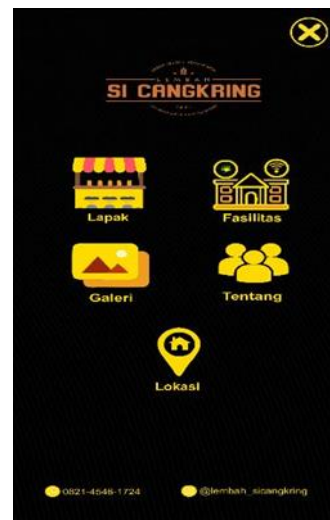 LEMBAH
SI CANGKRING
Lapak
Fasilitas
Galeri
Tentang
Lokasi
0821-4546-1724
@lembah_sicangkring